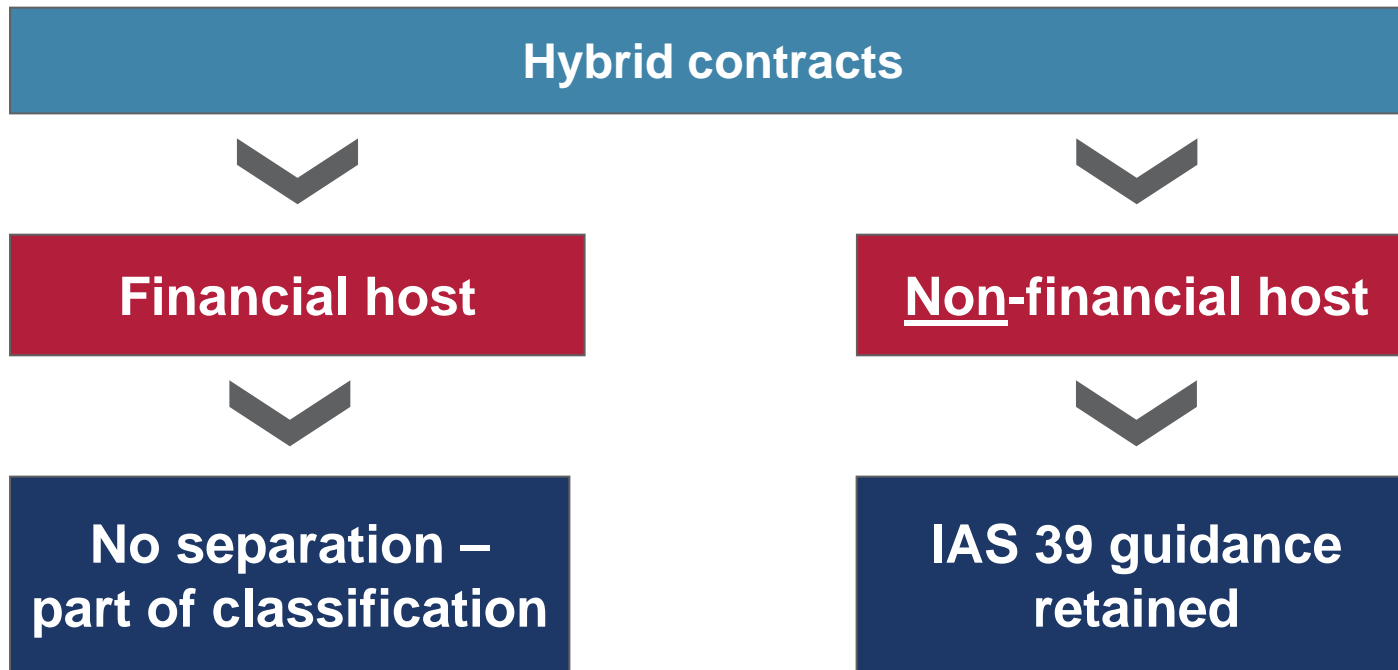 Hybrid contracts
Financial host
Non-financial host
No separation –
part of classification
IAS 39 guidance
retained